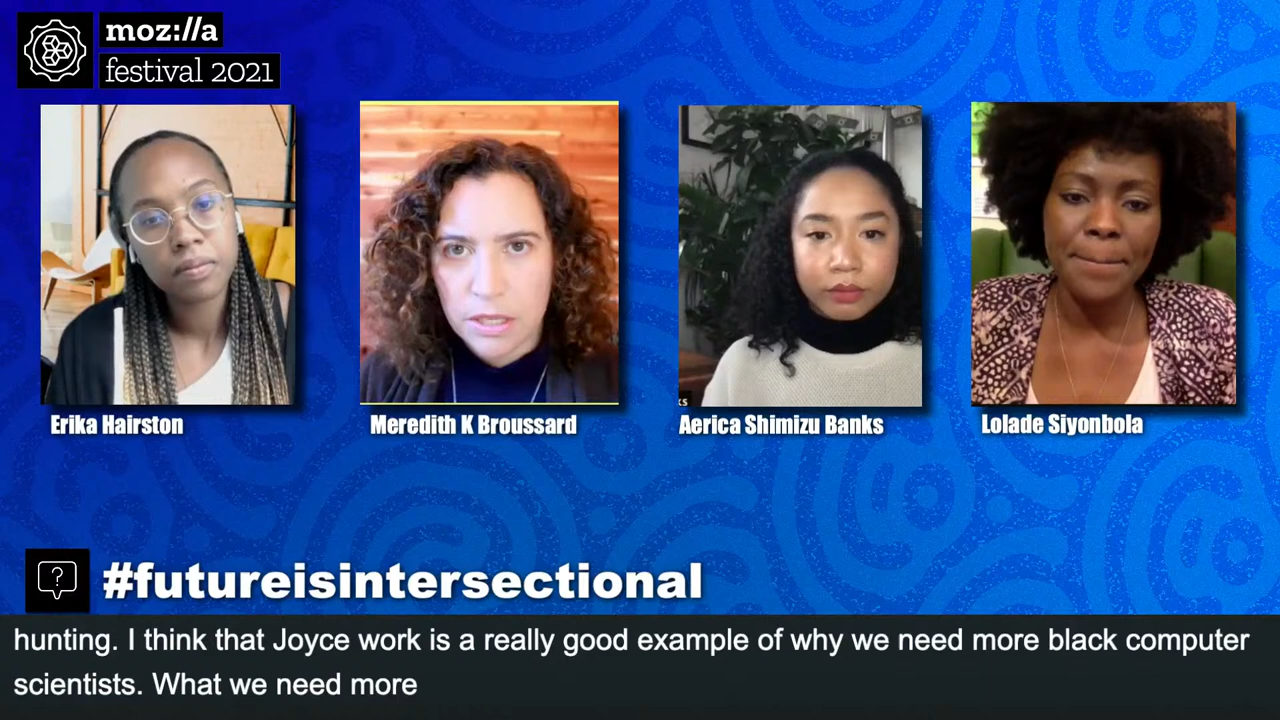 moz://a
festival 2021
Erika Hairston
Meredith K Broussard
Aerica Shimizu Banks
Lolade Siyonbola
?
#futureisintersectional
hunting. I think that Joyce work is a really good example of why we need more black computer
scientists. What we need more